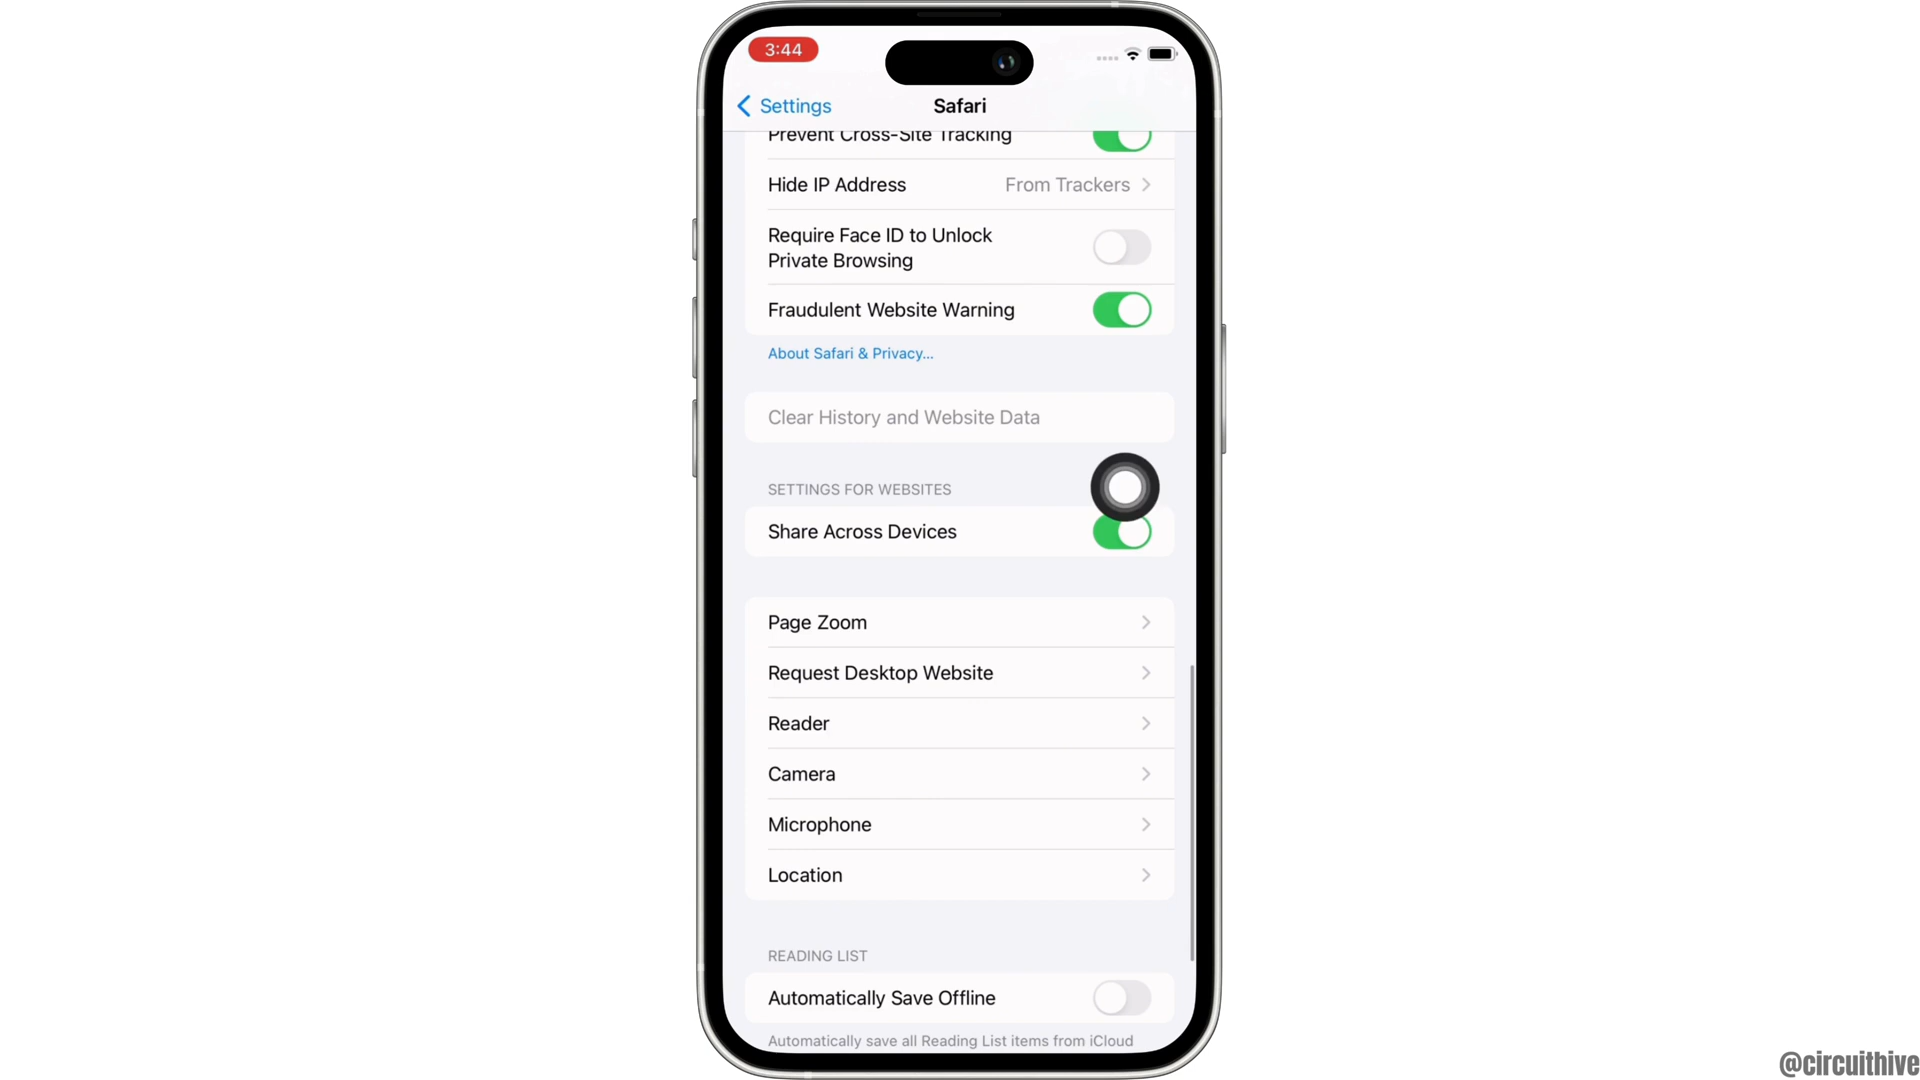 3:44
Settings
Safari
Prevent Cross-Site Tracking
Hide IP Address
From Trackers
Require Face ID to Unlock
Private Browsing
Fraudulent Website Warning
About Safari & Privacy...
Clear History and Website Data
SETTINGS FOR WEBSITES
Share Across Devices
Page Zoom
Request Desktop Website
Reader
Camera
Microphone
Location
READING LIST
Automatically Save Offline
Automatically save all Reading List items from iCloud
@circuithive